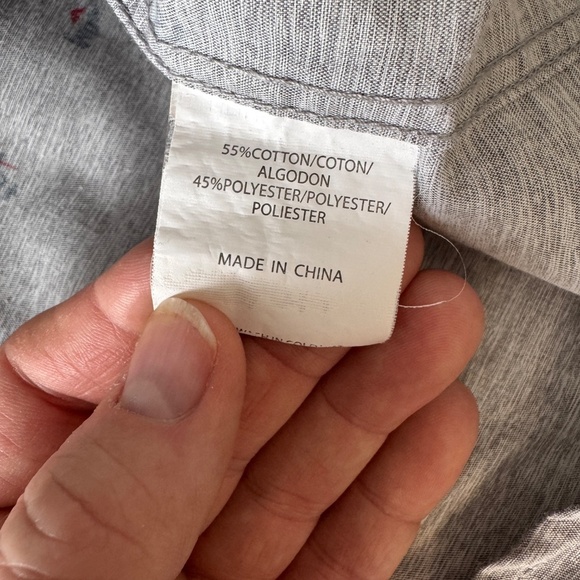 55%COTTON/COTON/
ALGODON
45%POLYESTER/POLYESTER/
POLIESTER
MADE IN CHINA